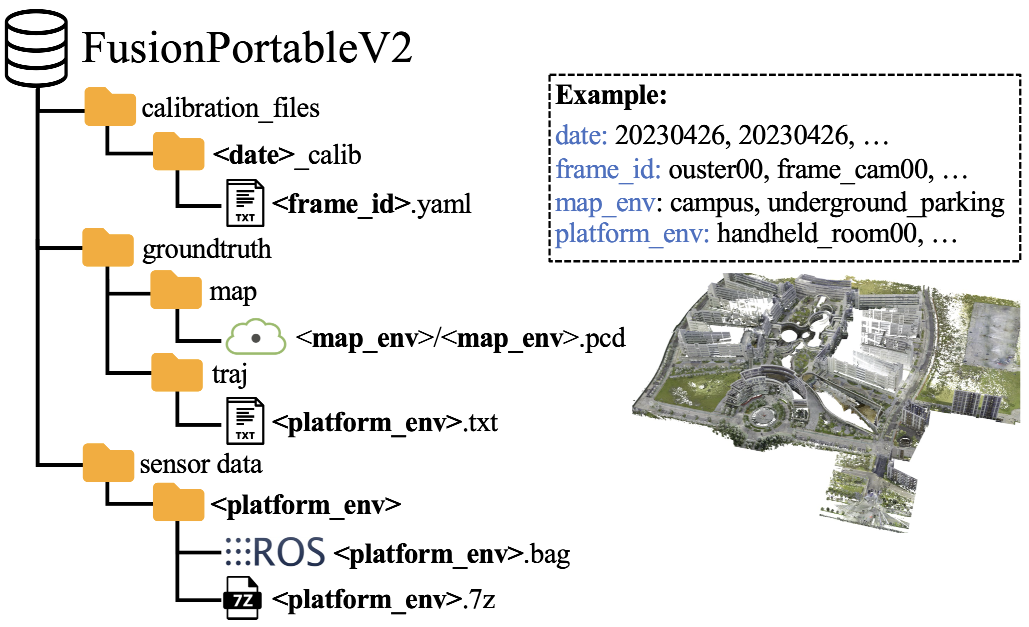 FusionPortableV2
calibration_files
<date>_calib
TXT
<frame_id>.yaml
groundtruth
map
<map_env>/<map_env>.pcd
traj
TXT
<platform_env>.txt
sensor data
<platform_env>
ROS <platform_env>.bag
7Z
<platform_env>.7z
Example:
date: 20230426, 20230426, ...
frame_id: ouster00, frame_cam00, ...
map_env: campus, underground_parking
platform_env: handheld_room00, ...